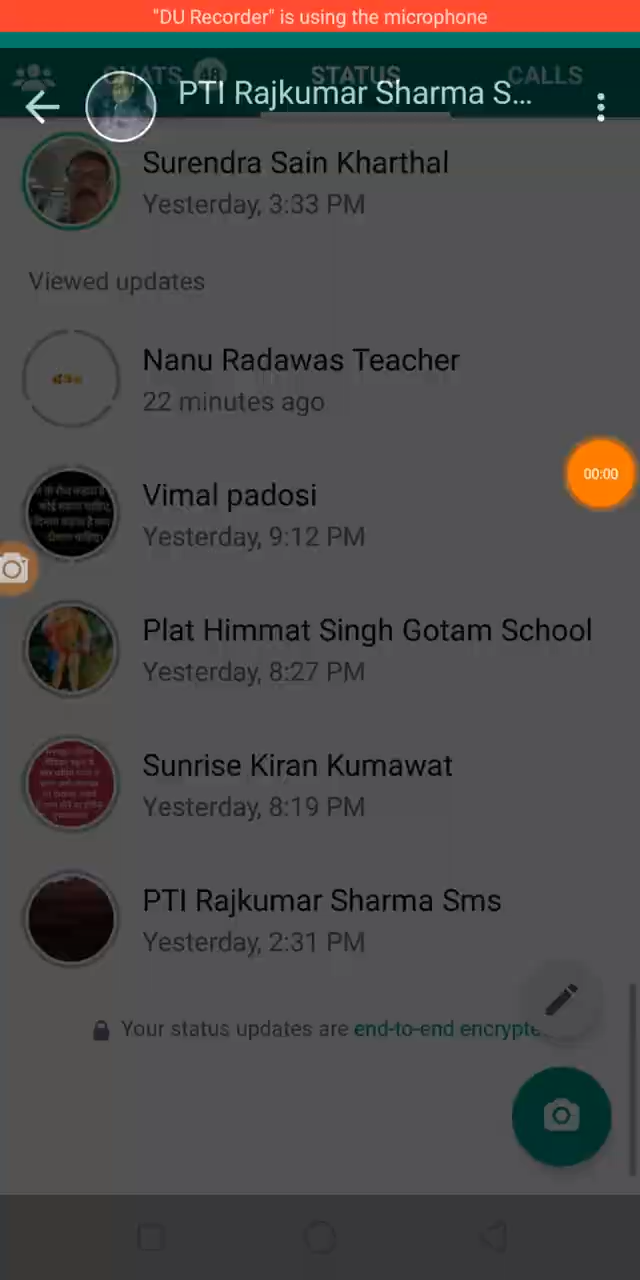 "DU Recorder" is using the microphone
CHATS 48 STATUS CALLS
PTI Rajkumar Sharma S...
Surendra Sain Kharthal
Yesterday, 3:33 PM
Viewed updates
Nanu Radawas Teacher
22 minutes ago
00:00
Vimal padosi
Yesterday, 9:12 PM
Plat Himmat Singh Gotam School
Yesterday, 8:27 PM
Sunrise Kiran Kumawat
Yesterday, 8:19 PM
PTI Rajkumar Sharma Sms
Yesterday, 2:31 PM
Your status updates are end-to-end encrypte